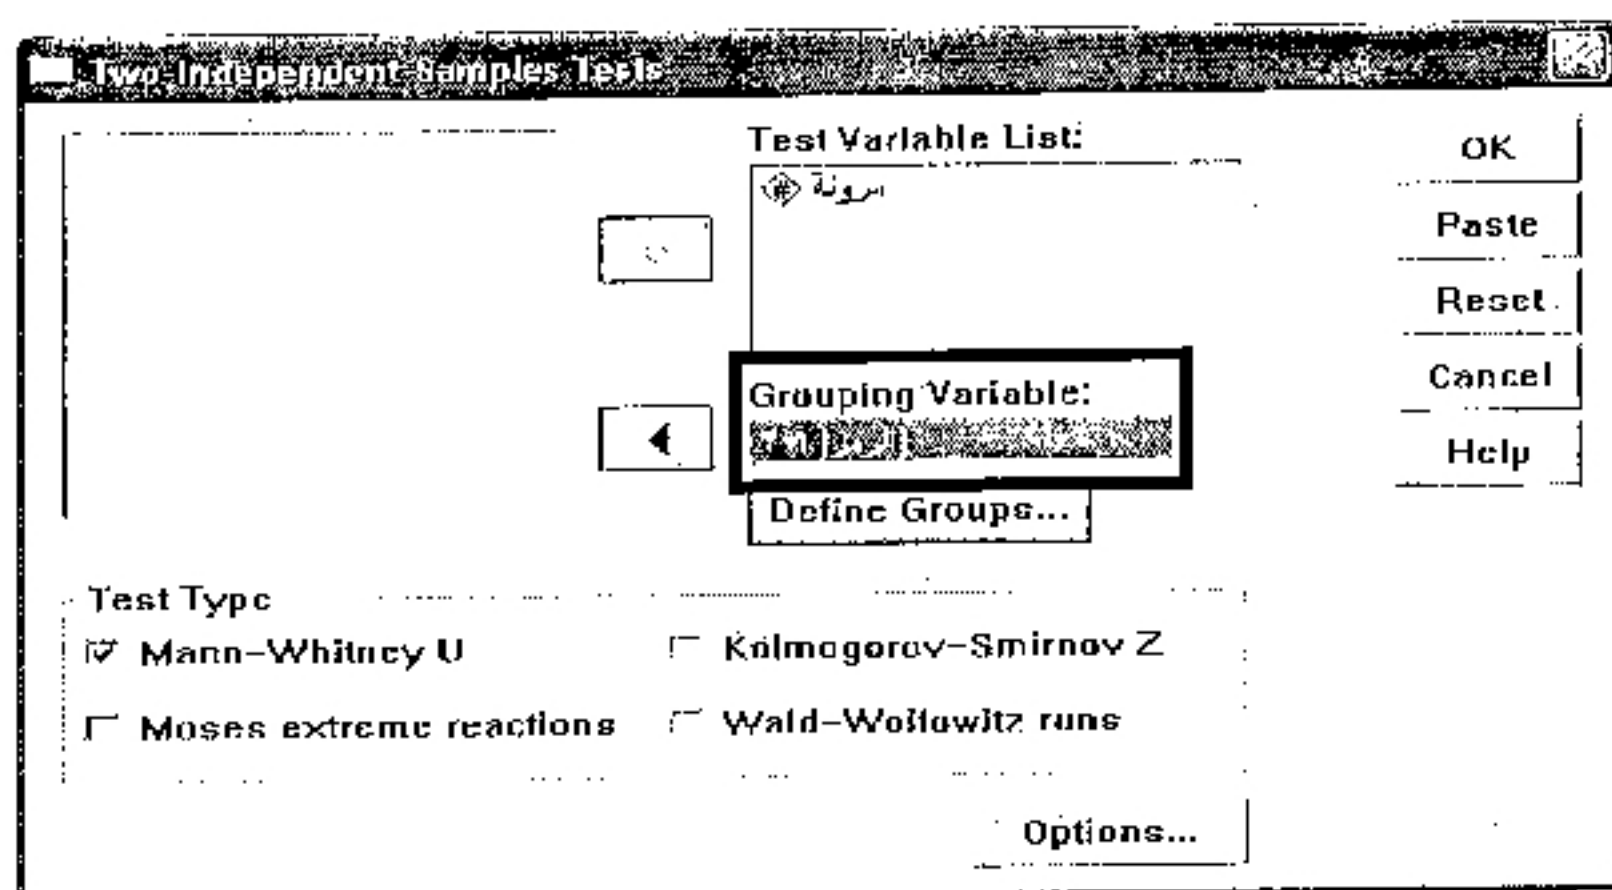 Two-Independent-Samples Tests
Test Variable List:
مرونة
Grouping Variable:
Define Groups...
OK
Paste
Reset
Cancel
Help
Test Type
Mann-Whitney U
Kolmogorov-Smirnov Z
Moses extreme reactions
Wald-Wolfowitz runs
Options...